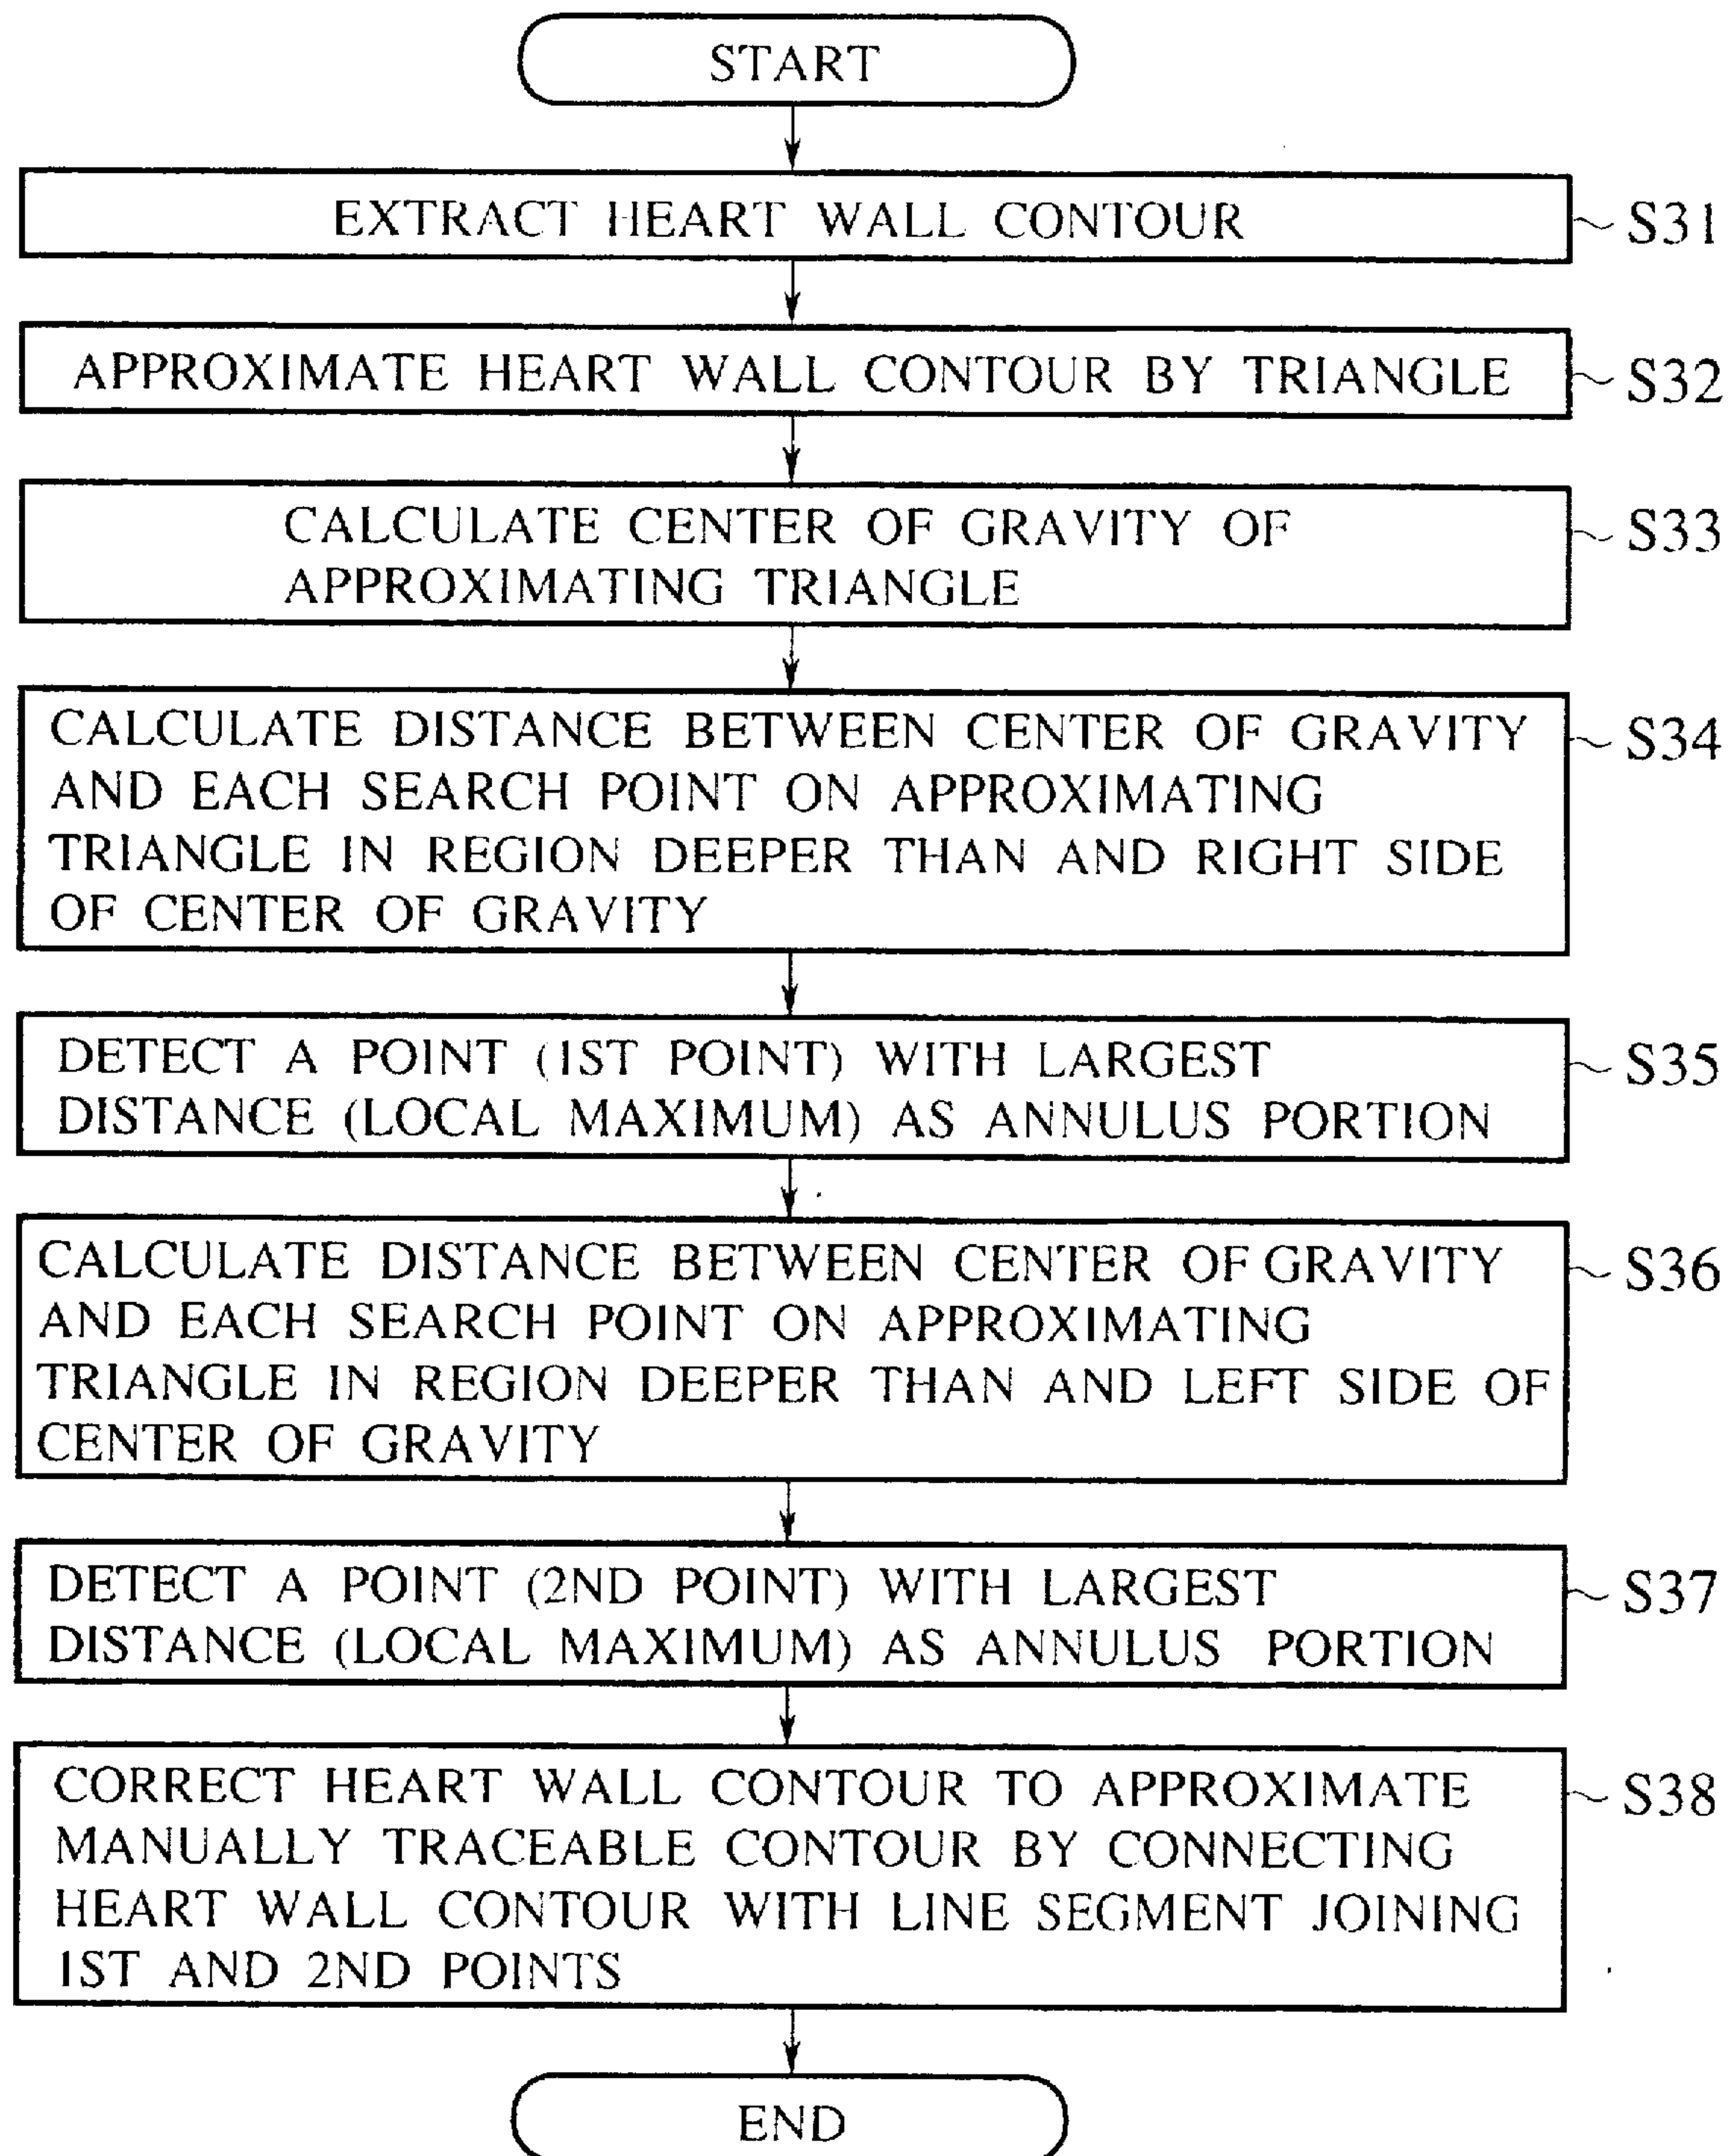 START
EXTRACT HEART WALL CONTOUR
S31
APPROXIMATE HEART WALL CONTOUR BY TRIANGLE
S32
CALCULATE CENTER OF GRAVITY OF
APPROXIMATING TRIANGLE
S33
CALCULATE DISTANCE BETWEEN CENTER OF GRAVITY
AND EACH SEARCH POINT ON APPROXIMATING
TRIANGLE IN REGION DEEPER THAN AND RIGHT SIDE
OF CENTER OF GRAVITY
S34
DETECT A POINT (1ST POINT) WITH LARGEST
DISTANCE (LOCAL MAXIMUM) AS ANNULUS PORTION
S35
CALCULATE DISTANCE BETWEEN CENTER OF GRAVITY
AND EACH SEARCH POINT ON APPROXIMATING
TRIANGLE IN REGION DEEPER THAN AND LEFT SIDE OF
CENTER OF GRAVITY
S36
DETECT A POINT (2ND POINT) WITH LARGEST
DISTANCE (LOCAL MAXIMUM) AS ANNULUS PORTION
S37
CORRECT HEART WALL CONTOUR TO APPROXIMATE
MANUALLY TRACEABLE CONTOUR BY CONNECTING
HEART WALL CONTOUR WITH LINE SEGMENT JOINING
1ST AND 2ND POINTS
S38
END